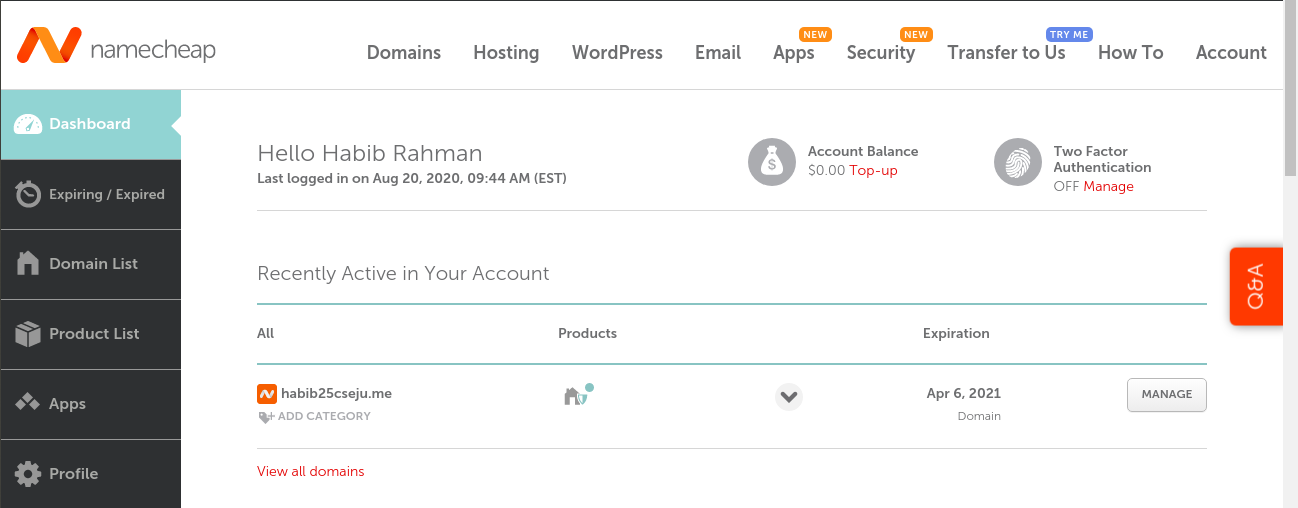 namecheap
Domains Hosting WordPress Email Apps NEW Security NEW Transfer to Us TRY ME How To Account
Dashboard
Expiring / Expired
Domain List
Product List
Apps
Profile
Hello Habib Rahman
Last logged in on Aug 20, 2020, 09:44 AM (EST)
Account Balance
$0.00 Top-up
Two Factor
Authentication
OFF Manage
Recently Active in Your Account
All Products Expiration
habib25cseju.me Apr 6, 2021 MANAGE
ADD CATEGORY Domain
View all domains
Q&A